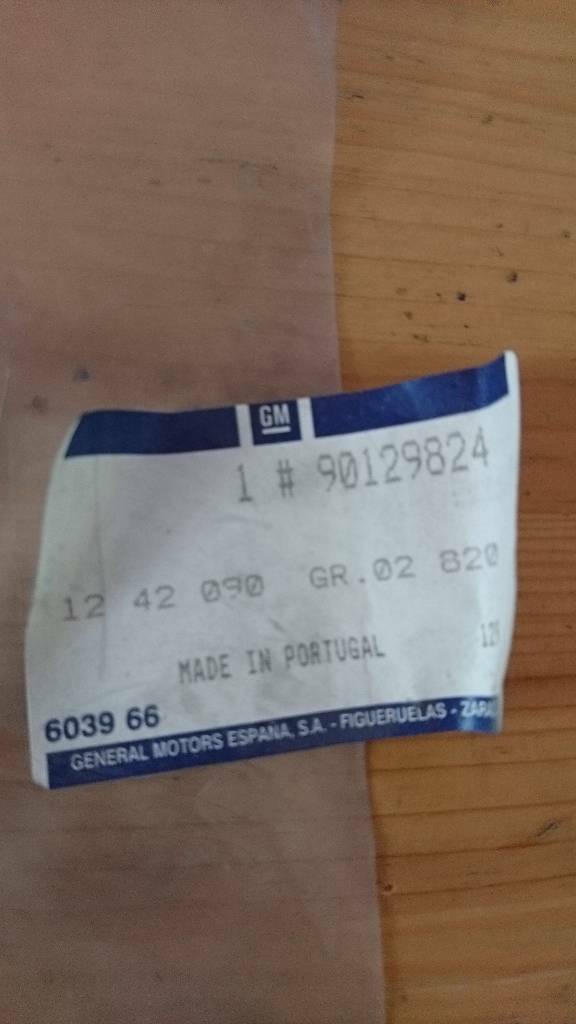 GM
1 # 90129824
12 42 090 GR.02 820
MADE IN PORTUGAL
6039 66
GENERAL MOTORS ESPAÑA, S.A. - FIGUERUELAS -